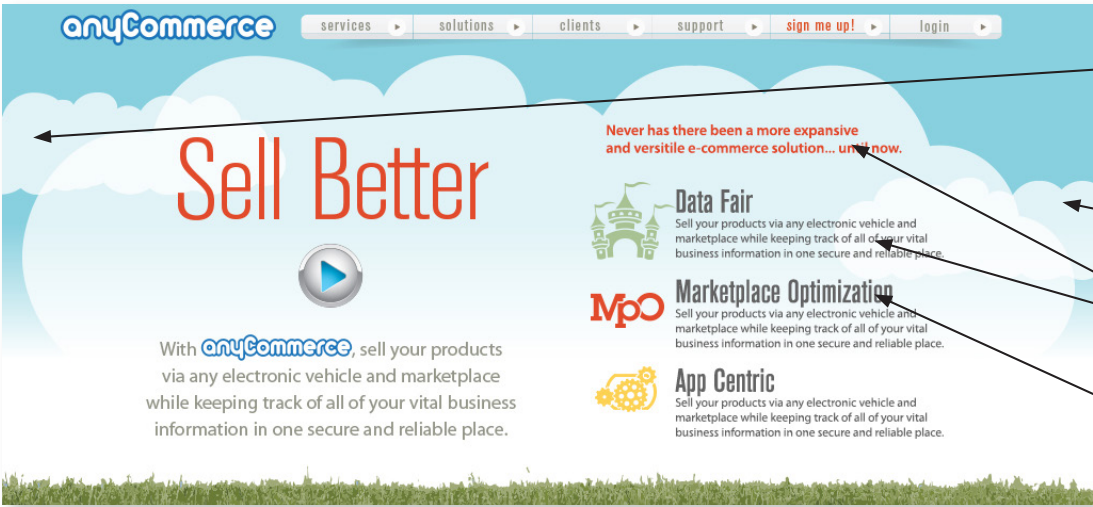 anyCommerce
services
solutions
clients
support
sign me up!
login
Sell Better
With anyCommerce, sell your products
via any electronic vehicle and marketplace
while keeping track of all of your vital business
information in one secure and reliable place.
Never has there been a more expansive
and versitile e-commerce solution... until now.
Data Fair
Sell your products via any electronic vehicle and
marketplace while keeping track of all of your vital
business information in one secure and reliable place.
MpO
Marketplace Optimization
Sell your products via any electronic vehicle and
marketplace while keeping track of all of your vital
business information in one secure and reliable place.
App Centric
Sell your products via any electronic vehicle and
marketplace while keeping track of all of your vital
business information in one secure and reliable place.